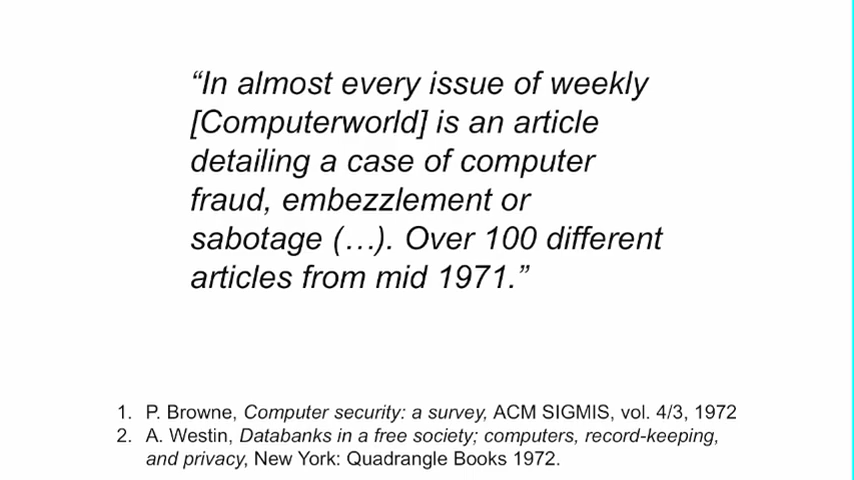 “In almost every issue of weekly
[Computerworld] is an article
detailing a case of computer
fraud, embezzlement or
sabotage (…). Over 100 different
articles from mid 1971.”
1. P. Browne, Computer security: a survey, ACM SIGMIS, vol. 4/3, 1972
2. A. Westin, Databanks in a free society; computers, record-keeping,
and privacy, New York: Quadrangle Books 1972.